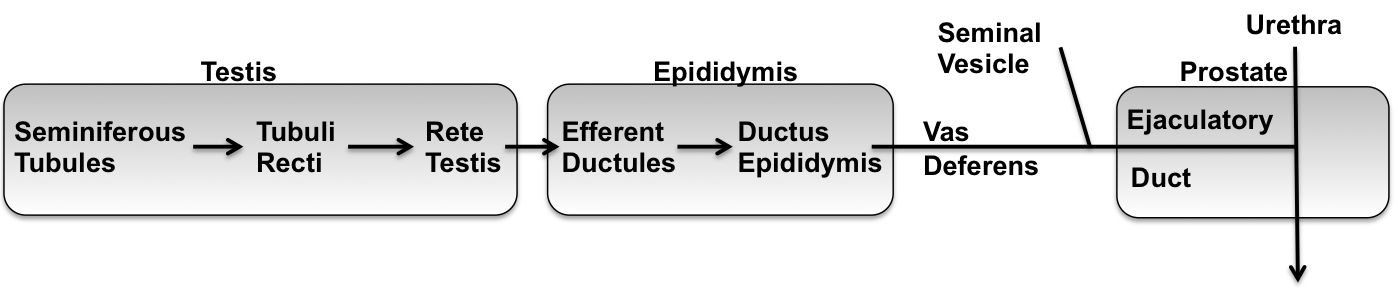 Testis
Seminiferous
Tubules
Tubuli
Recti
Rete
Testis
Epididymis
Efferent
Ductules
Ductus
Epididymis
Vas
Deferens
Seminal
Vesicle
Urethra
Prostate
Ejaculatory
Duct